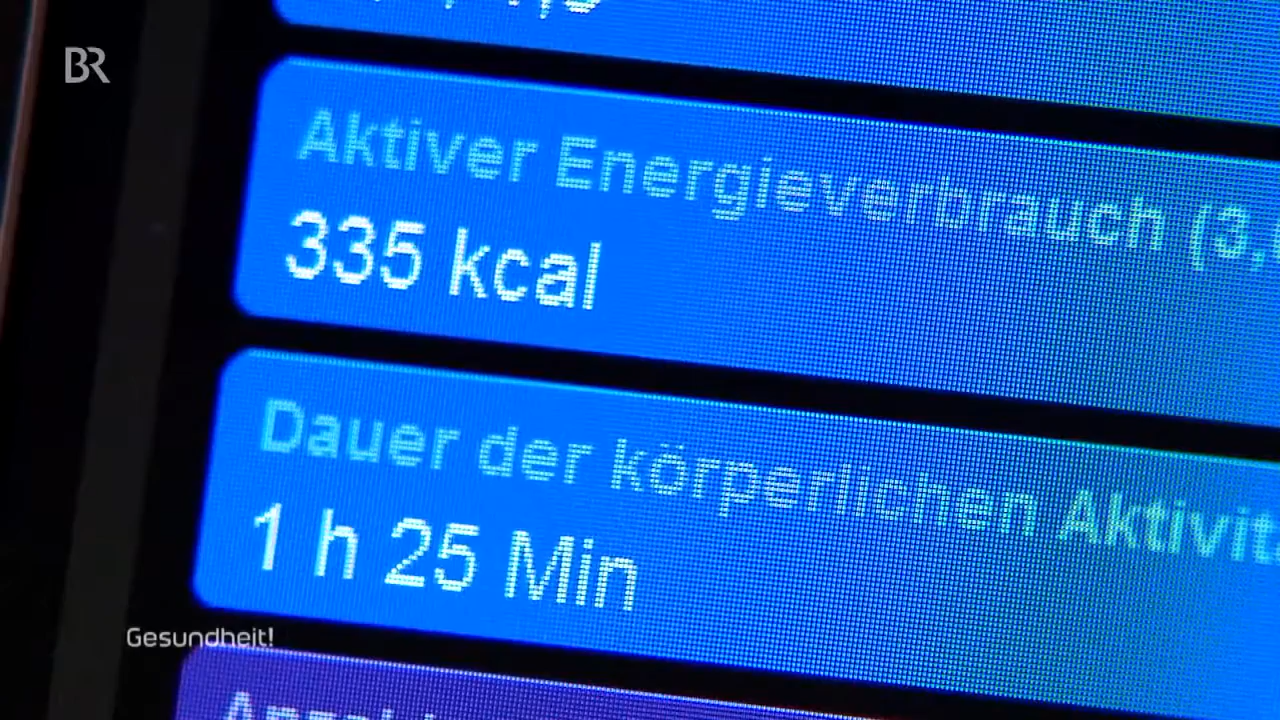 BR
Aktiver Energieverbrauch (3,
335 kcal
Dauer der körperlichen Aktivit
1 h 25 Min
Gesundheit!